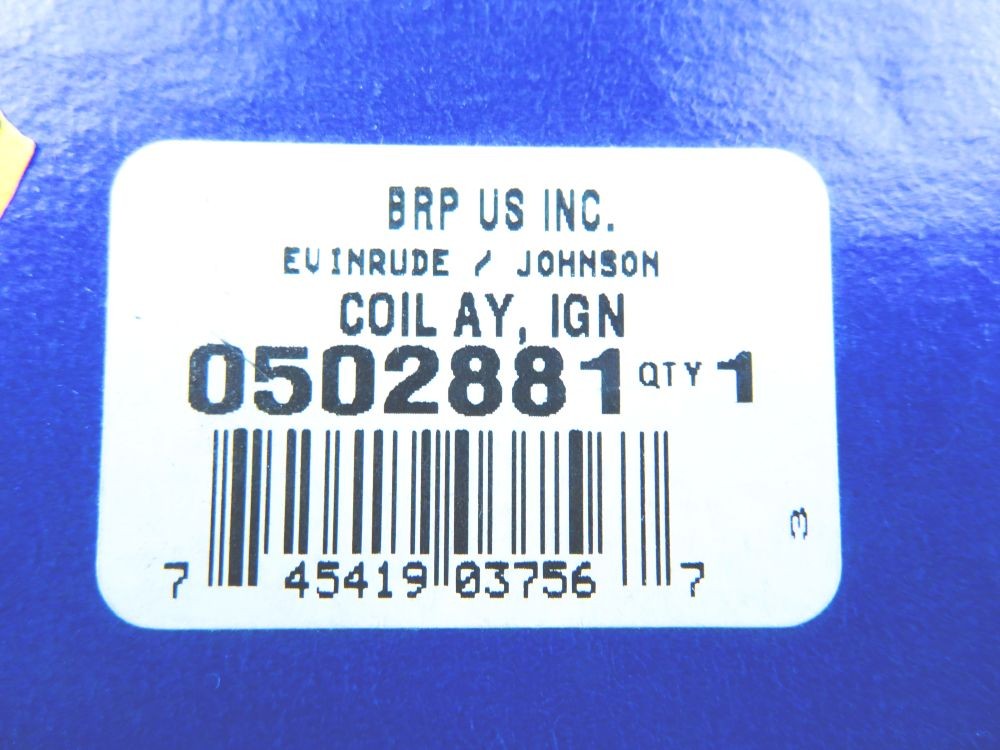 BRP US INC.
EVINRUDE / JOHNSON
COIL AY, IGN
0502881 QTY 1
7 45419 03756 7
3